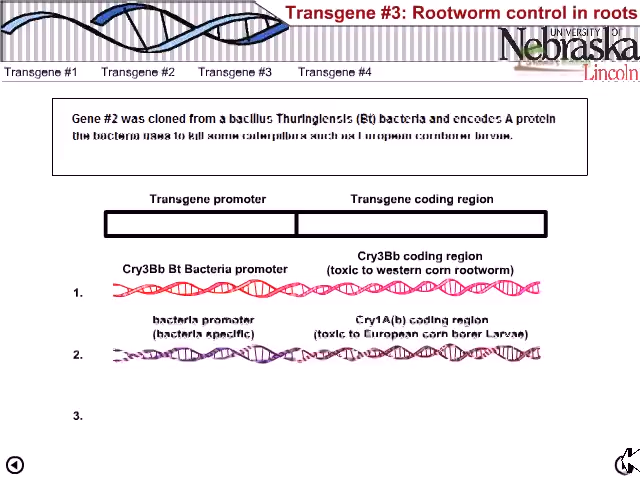 Transgene #3: Rootworm control in roots
UNIVERSITY OF
Nebraska
Lincoln
Transgene #1 Transgene #2 Transgene #3 Transgene #4
Gene #2 was cloned from a bacillus Thuringiensis (Bt) bacteria and encodes A protein
the bacteria uses to kill some caterpillars such as European cornborer larvae.
Transgene promoter Transgene coding region
Cry3Bb Bt Bacteria promoter
Cry3Bb coding region
(toxic to western corn rootworm)
1.
bacteria promoter
(bacteria specific)
Cry1A(b) coding region
(toxic to European corn borer Larvae)
2.
3.